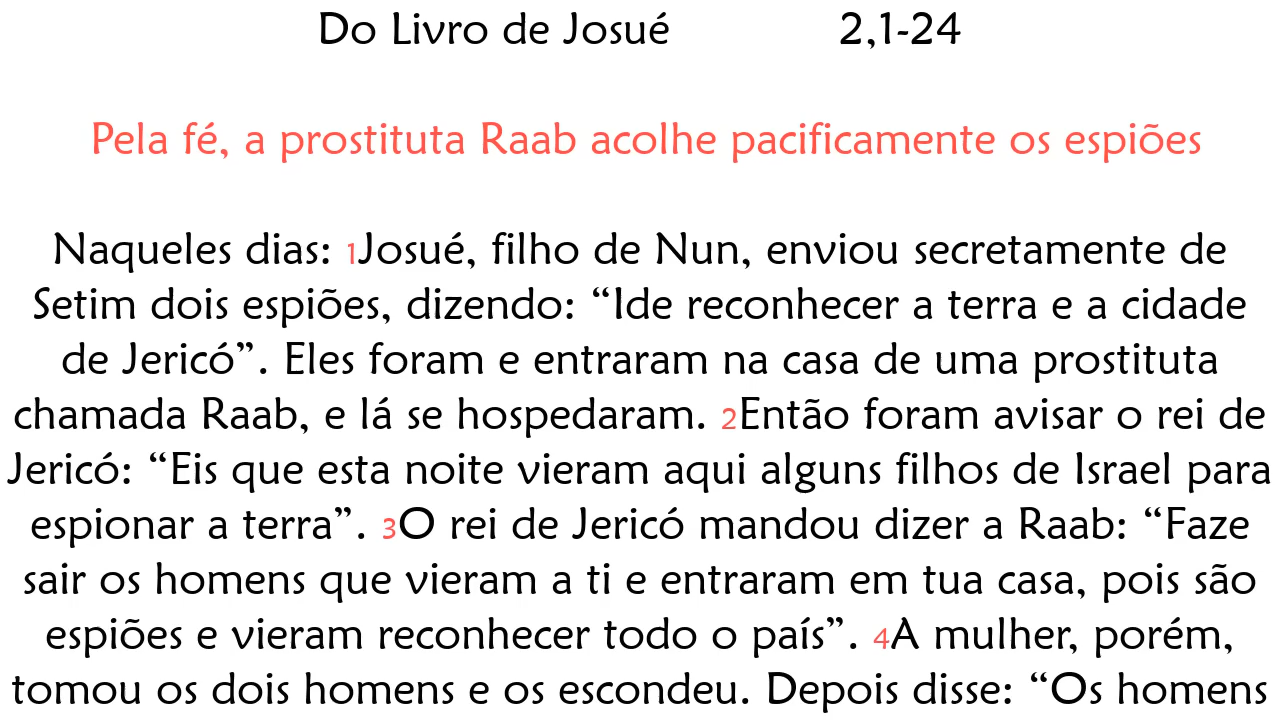 Do Livro de Josué 2,1-24
Pela fé, a prostituta Raab acolhe pacificamente os espiões
Naqueles dias: 1Josué, filho de Nun, enviou secretamente de
Setim dois espiões, dizendo: “Ide reconhecer a terra e a cidade
de Jericó”. Eles foram e entraram na casa de uma prostituta
chamada Raab, e lá se hospedaram. 2Então foram avisar o rei de
Jericó: “Eis que esta noite vieram aqui alguns filhos de Israel para
espionar a terra”. 3O rei de Jericó mandou dizer a Raab: “Faze
sair os homens que vieram a ti e entraram em tua casa, pois são
espiões e vieram reconhecer todo o país”. 4A mulher, porém,
tomou os dois homens e os escondeu. Depois disse: “Os homens